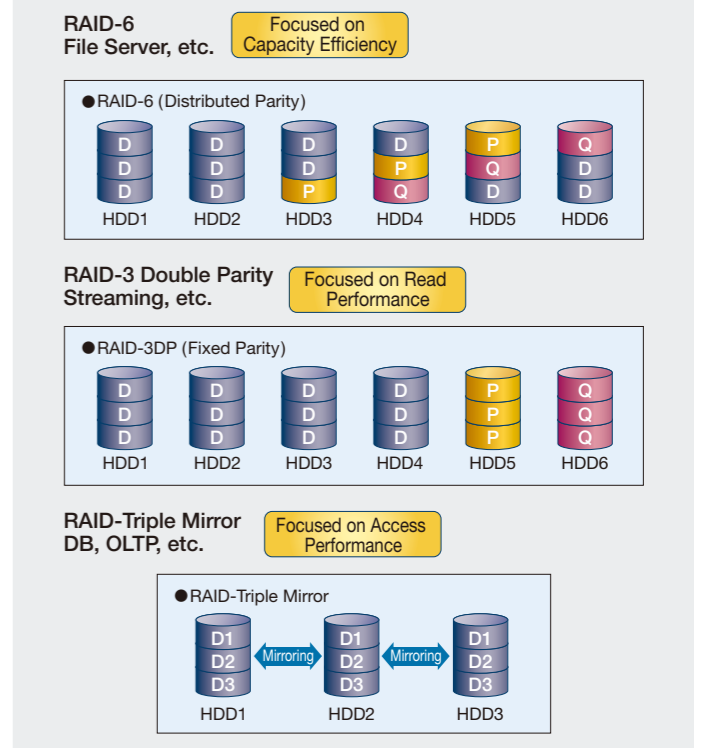 RAID-6
File Server, etc.
Focused on
Capacity Efficiency
●RAID-6 (Distributed Parity)
D D D D P Q
D D D P Q D
D D P Q D D
HDD1 HDD2 HDD3 HDD4 HDD5 HDD6
RAID-3 Double Parity
Streaming, etc.
Focused on Read
Performance
●RAID-3DP (Fixed Parity)
D D D D P Q
D D D D P Q
D D D D P Q
HDD1 HDD2 HDD3 HDD4 HDD5 HDD6
RAID-Triple Mirror
DB, OLTP, etc.
Focused on Access
Performance
●RAID-Triple Mirror
D1 D1 D1
D2 Mirroring D2 Mirroring D2
D3 D3 D3
HDD1 HDD2 HDD3